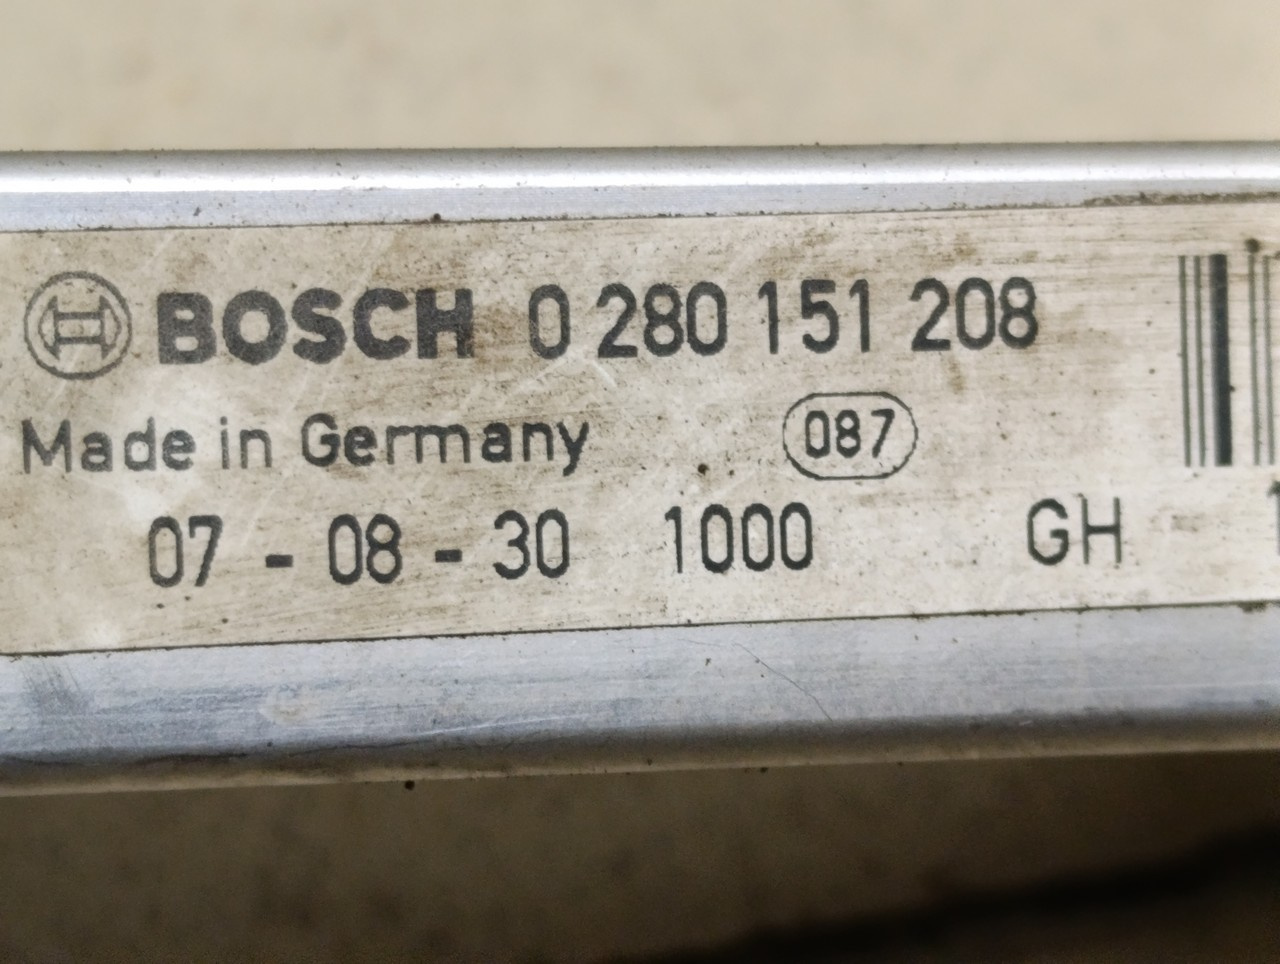 BOSCH 0 280 151 208
Made in Germany 087
07 - 08 - 30 1000 GH